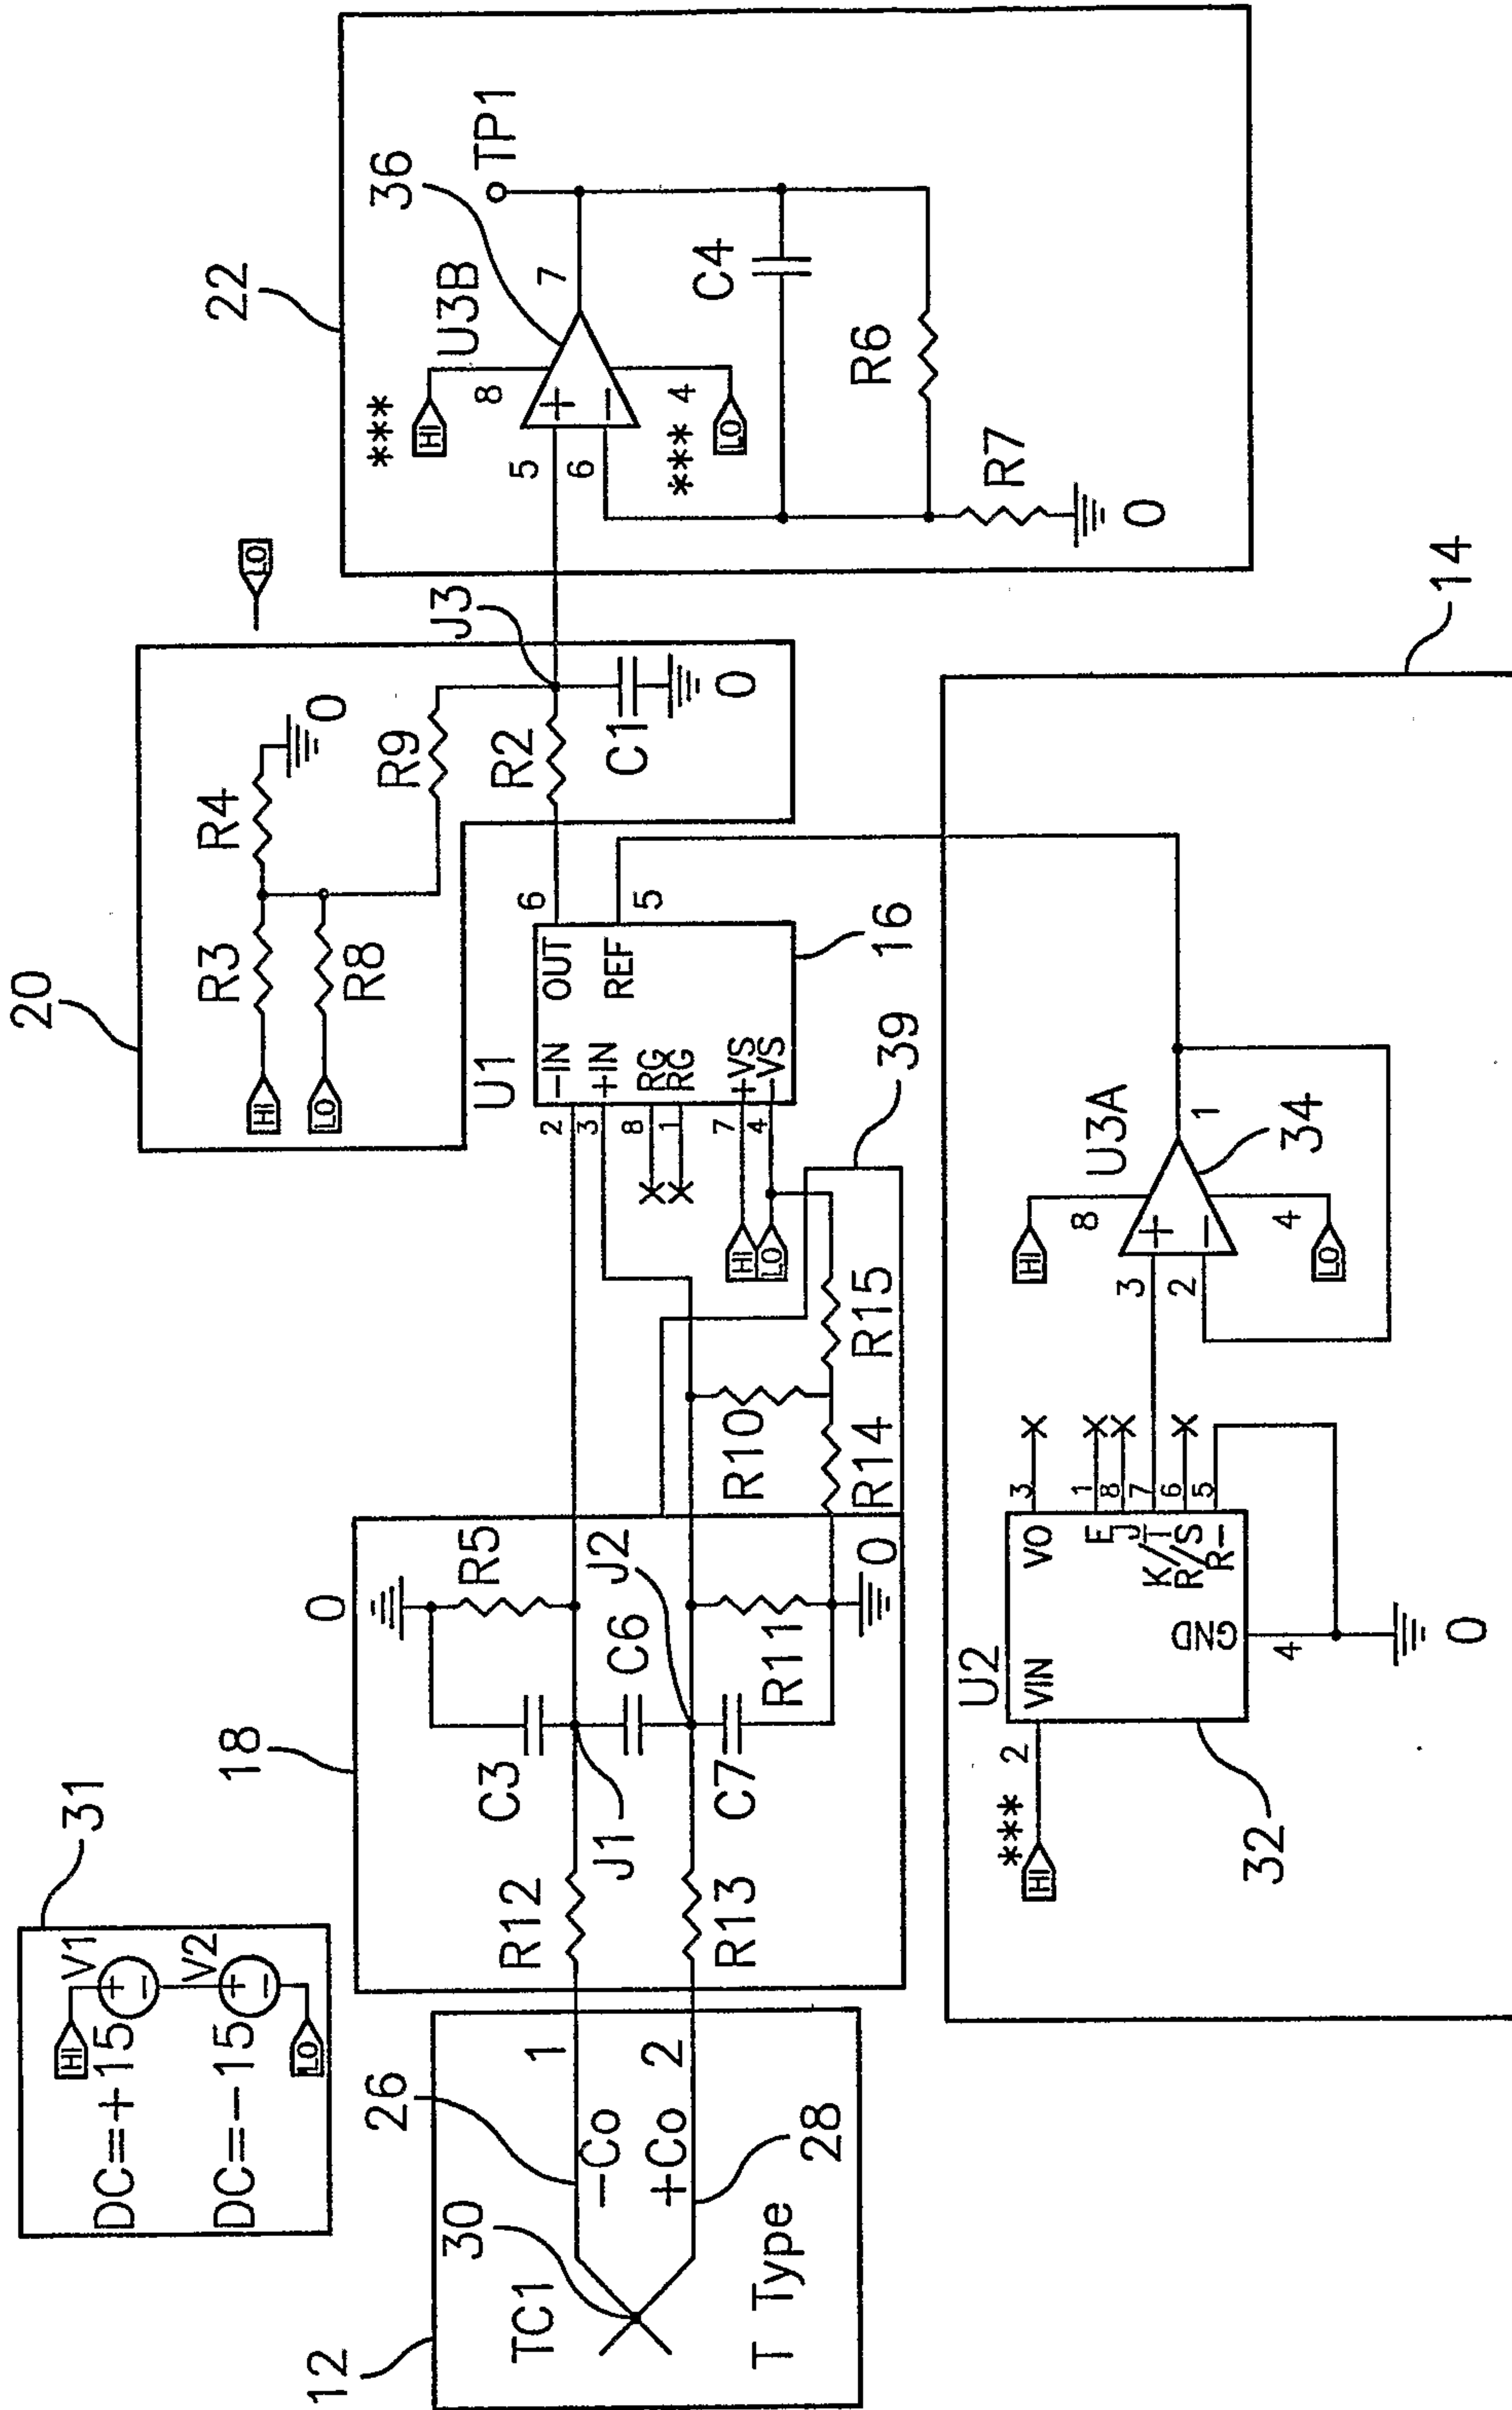 31
V1
HI
+
-
DC=+15
V2
+
-
DC=-15
LO
12
TC1
30
26
-Co
1
+Co
2
28
T Type
18
0
R5
C3
J1
C6
J2
R12
R13
C7
R11
0
39
R10
R14
R15
U1
2
-IN
3
+IN
8
RG
1
RG
7
+VS
4
-VS
OUT
6
REF
5
HI
LO
16
20
HI
R3
R4
0
LO
R8
R9
R2
J3
C1
0
LO
22
***
HI
8
U3B
36
TP1
5
+
7
6
-
***
4
LO
C4
R6
R7
0
14
U2
***
HI
2
VIN
VO
3
E
1
J
8
K/T
7
R/S
6
R-
5
GND
4
0
32
HI
8
U3A
3
+
1
2
-
4
LO
34